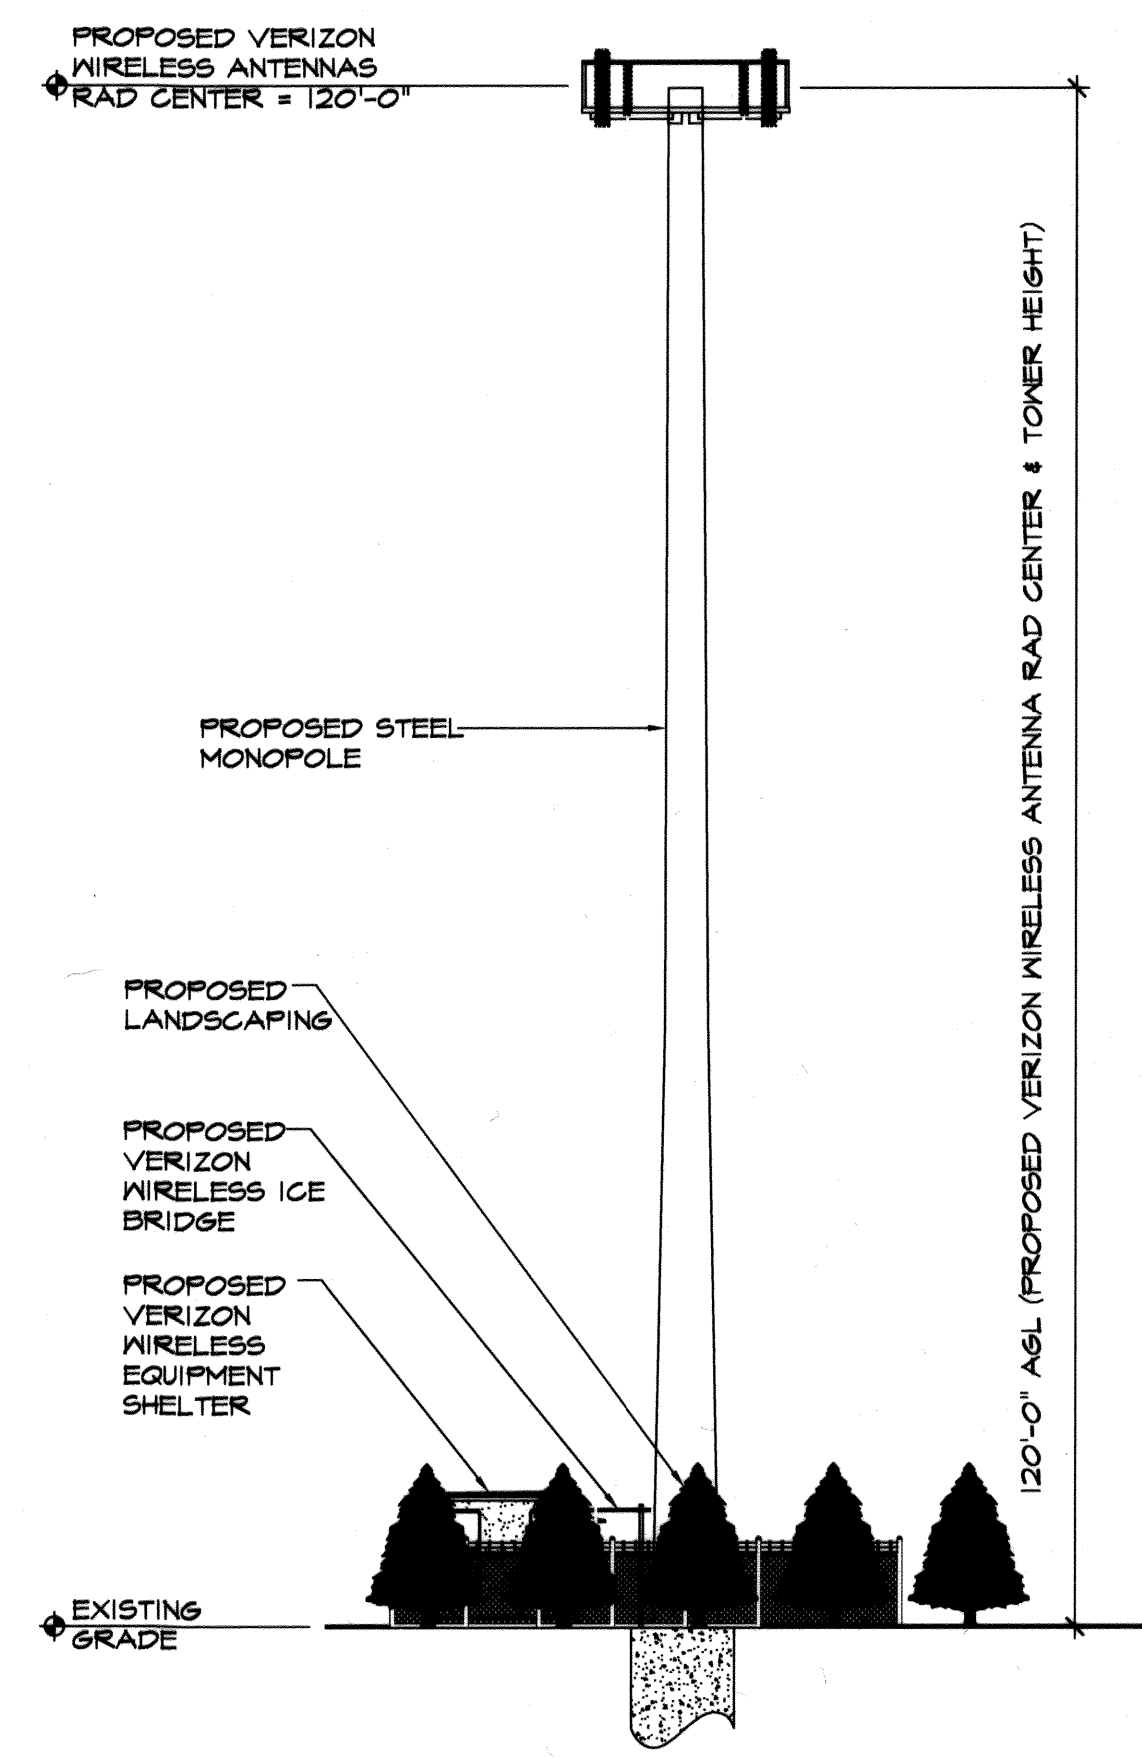 PROPOSED VERIZON
WIRELESS ANTENNAS
RAD CENTER = 120'-0"
120'-0" AGL (PROPOSED VERIZON WIRELESS ANTENNA RAD CENTER & TOWER HEIGHT)
PROPOSED STEEL
MONOPOLE
PROPOSED
LANDSCAPING
PROPOSED
VERIZON
WIRELESS ICE
BRIDGE
PROPOSED
VERIZON
WIRELESS
EQUIPMENT
SHELTER
EXISTING
GRADE